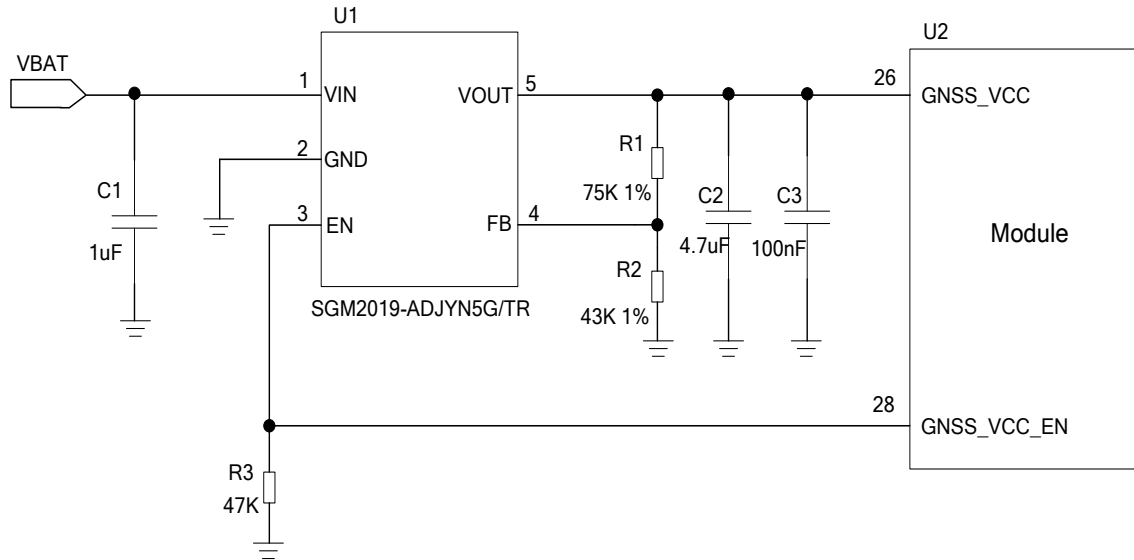 U1
U2
VBAT
1
VIN
VOUT
5
26
GNSS_VCC
2
GND
R1
75K 1%
C1
1uF
3
EN
FB
4
C2
4.7uF
C3
100nF
Module
R2
43K 1%
SGM2019-ADJYN5G/TR
28
GNSS_VCC_EN
R3
47K